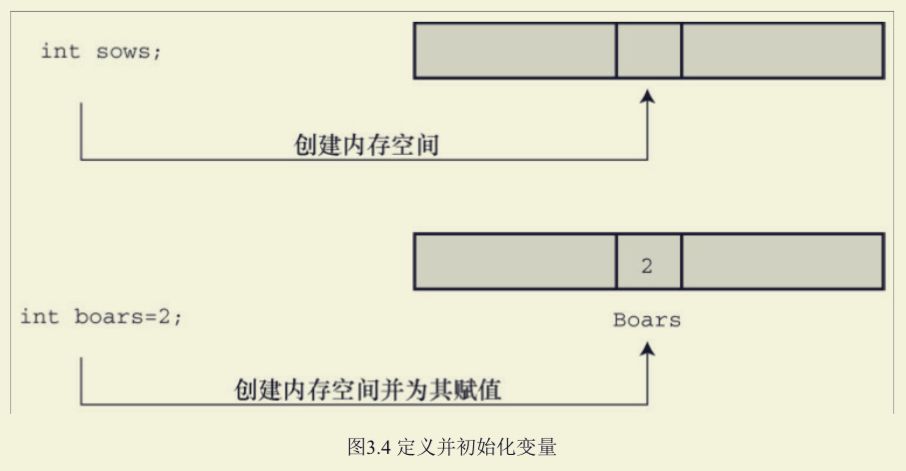 int sows;
创建内存空间
2
int boars=2;
Boars
创建内存空间并为其赋值
图3.4 定义并初始化变量